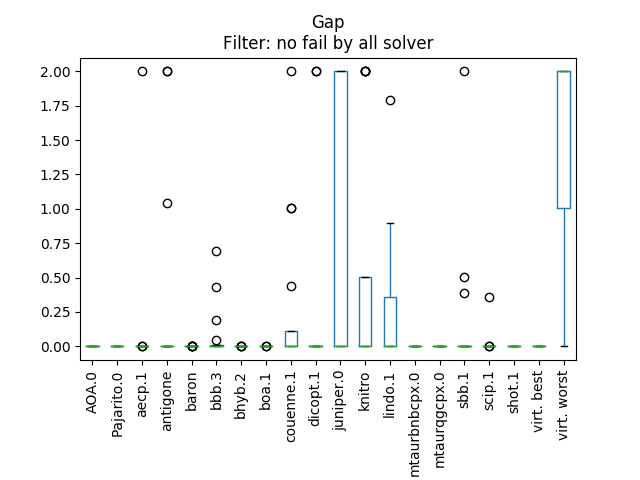 Gap
Filter: no fail by all solver
2.00
1.75
1.50
1.25
1.00
0.75
0.50
0.25
0.00
AOA.0
Pajarito.0
aecp.1
antigone
baron
bbb.3
bhyb.2
boa.1
couenne.1
dicopt.1
juniper.0
knitro
lindo.1
mtaurbnbcpx.0
mtaurqgcpx.0
sbb.1
scip.1
shot.1
virt. best
virt. worst